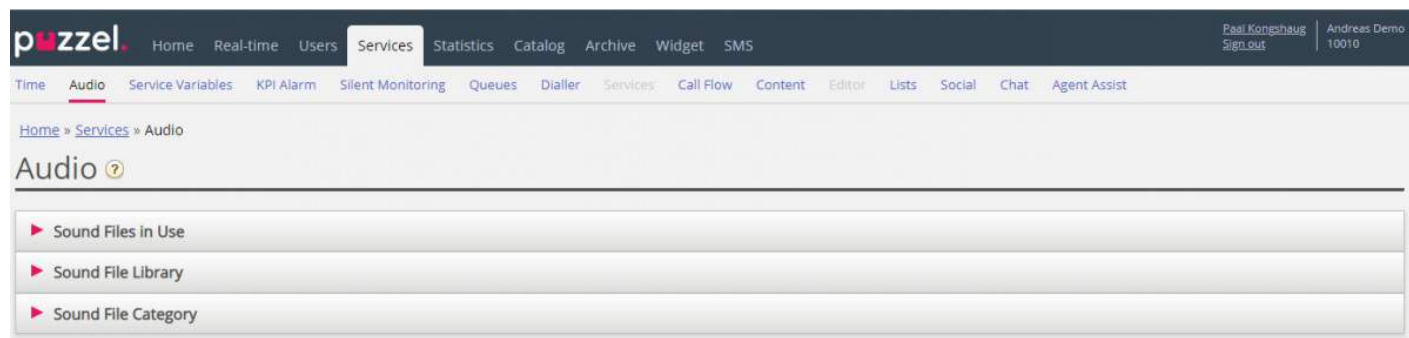 puzzel. Home Real-time Users Services Statistics Catalog Archive Widget SMS
Paal Kongshaug Andreas Demo
Sign out 10010
Time Audio Service Variables KPI Alarm Silent Monitoring Queues Dialler Services Call Flow Content Editor Lists Social Chat Agent Assist
Home » Services » Audio
Audio ?
Sound Files in Use
Sound File Library
Sound File Category